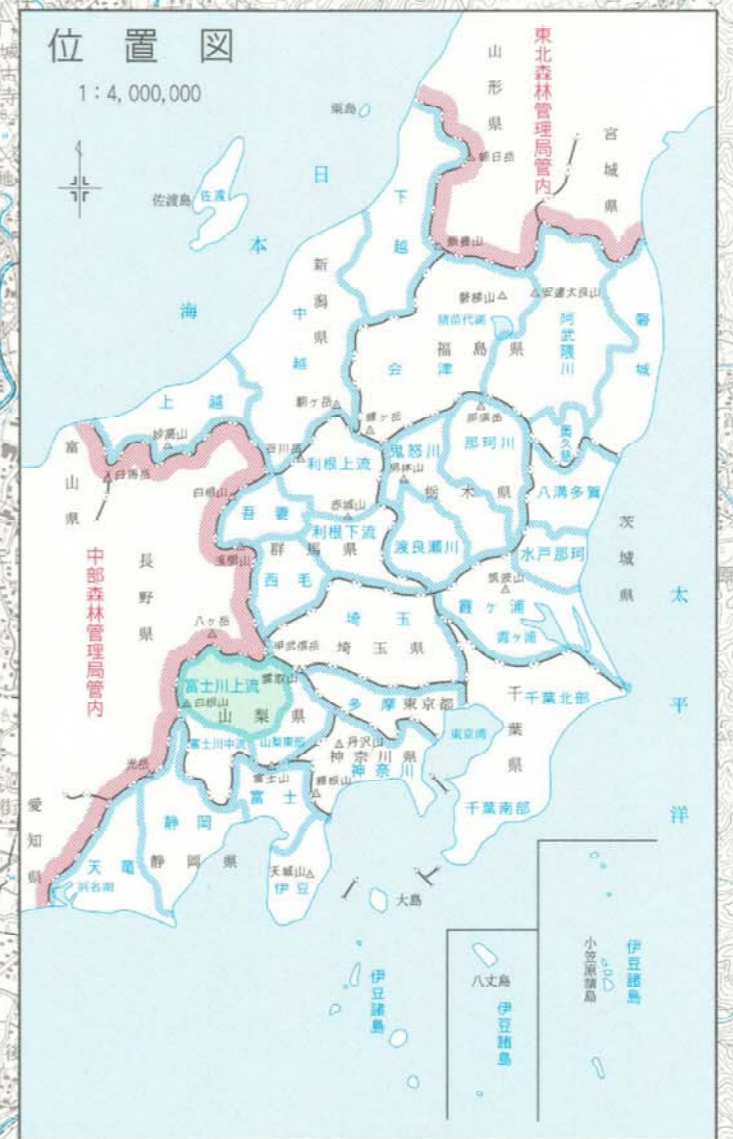 位置図
1:4,000,000
東北森林管理局管内
山形県
宮城県
粟島
朝日岳
日本海
佐渡島
佐渡
下越
飯豊山
新潟県
中越
磐梯山
安達太良山
猪苗代湖
福島県
会津
阿武隈川
磐城
上越
駒ヶ岳
燧ヶ岳
那須岳
奥久慈
妙高山
富山県
白馬岳
谷川岳
利根上流
鬼怒川
那珂川
男体山
栃木県
八溝多賀
白根山
吾妻
赤城山
利根下流
群馬県
渡良瀬川
水戸那珂
茨城県
中部森林管理局管内
長野県
浅間山
西毛
筑波山
霞ヶ浦
霞ヶ浦
埼玉
埼玉県
太平洋
八ヶ岳
甲武信岳
雲取山
富士川上流
白根山
山梨県
多摩
東京都
千葉県
千葉北部
富士川中流
山梨東部
丹沢山
神奈川県
神奈川
東京湾
光岳
富士山
箱根山
富士
千葉南部
愛知県
静岡
静岡県
天竜
浜名湖
天城山
伊豆
大島
伊豆諸島
八丈島
伊豆諸島
小笠原諸島
伊豆諸島